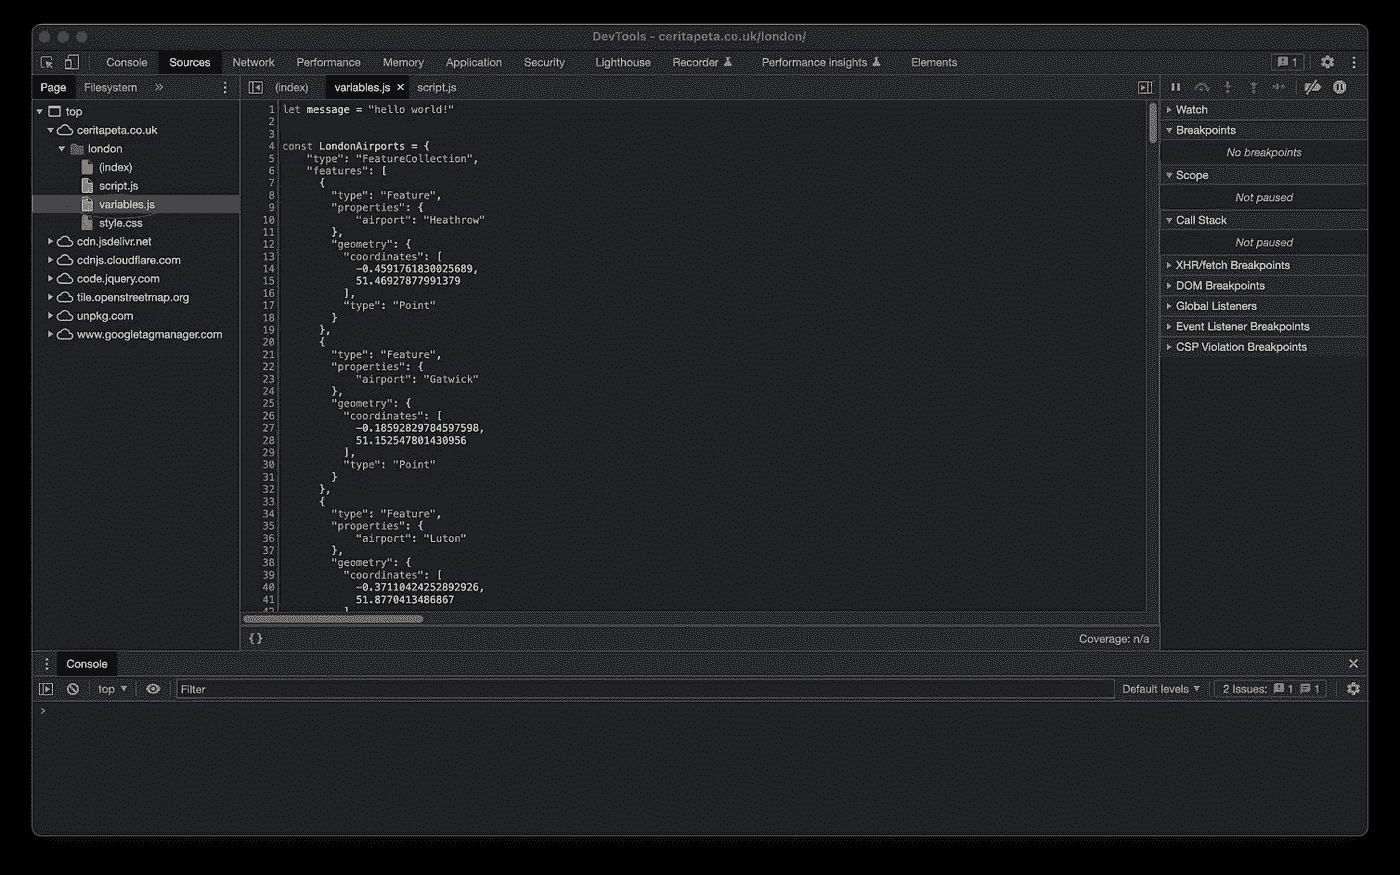 DevTools - ceritapeta.co.uk/london/
Console Sources Network Performance Memory Application Security Lighthouse Recorder Performance insights Elements 1
Page Filesystem »
top
ceritapeta.co.uk
london
(index)
script.js
variables.js
style.css
cdn.jsdelivr.net
cdnjs.cloudflare.com
code.jquery.com
tile.openstreetmap.org
unpkg.com
www.googletagmanager.com
(index) variables.js × script.js
1 let message = "hello world!"
2
3
4 const LondonAirports = {
5 "type": "FeatureCollection",
6 "features": [
7 {
8 "type": "Feature",
9 "properties": {
10 "airport": "Heathrow"
11 },
12 "geometry": {
13 "coordinates": [
14 -0.4591761830025689,
15 51.46927877991379
16 ],
17 "type": "Point"
18 }
19 },
20 {
21 "type": "Feature",
22 "properties": {
23 "airport": "Gatwick"
24 },
25 "geometry": {
26 "coordinates": [
27 -0.18592829784597598,
28 51.152547801430956
29 ],
30 "type": "Point"
31 }
32 },
33 {
34 "type": "Feature",
35 "properties": {
36 "airport": "Luton"
37 },
38 "geometry": {
39 "coordinates": [
40 -0.37110424252892926,
41 51.8770413486867
42 ]
{} Coverage: n/a
Watch
Breakpoints
No breakpoints
Scope
Not paused
Call Stack
Not paused
XHR/fetch Breakpoints
DOM Breakpoints
Global Listeners
Event Listener Breakpoints
CSP Violation Breakpoints
Console ×
top ▼ Filter Default levels ▼ 2 Issues: 1 1
>